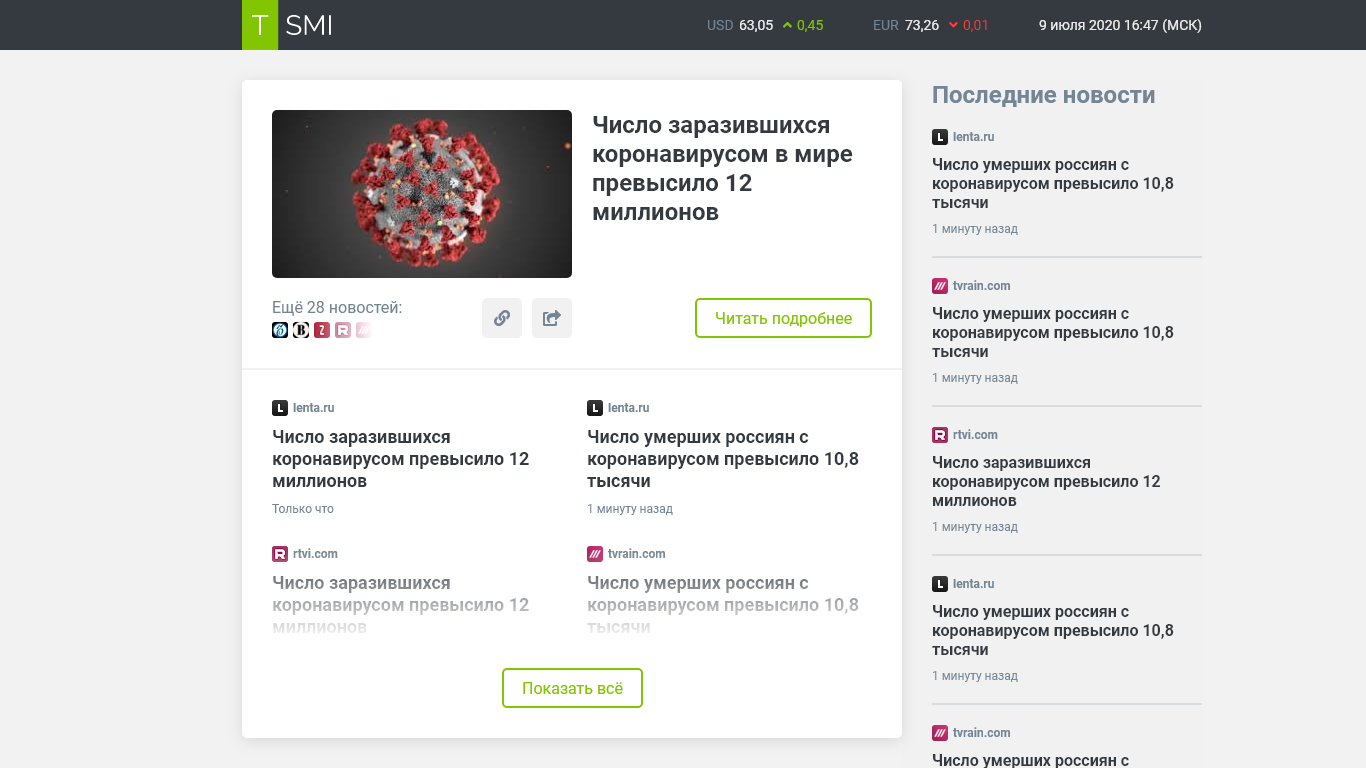 T SMI
USD 63,05 0,45
EUR 73,26 0,01
9 июля 2020 16:47 (МСК)
Число заразившихся
коронавирусом в мире
превысило 12
миллионов
Ещё 28 новостей:
Читать подробнее
lenta.ru
Число заразившихся
коронавирусом превысило 12
миллионов
Только что
lenta.ru
Число умерших россиян с
коронавирусом превысило 10,8
тысячи
1 минуту назад
rtvi.com
Число заразившихся
коронавирусом превысило 12
миллионов
tvrain.com
Число умерших россиян с
коронавирусом превысило 10,8
тысячи
Показать всё
Последние новости
lenta.ru
Число умерших россиян с
коронавирусом превысило 10,8
тысячи
1 минуту назад
tvrain.com
Число умерших россиян с
коронавирусом превысило 10,8
тысячи
1 минуту назад
rtvi.com
Число заразившихся
коронавирусом превысило 12
миллионов
1 минуту назад
lenta.ru
Число умерших россиян с
коронавирусом превысило 10,8
тысячи
1 минуту назад
tvrain.com
Число умерших россиян с